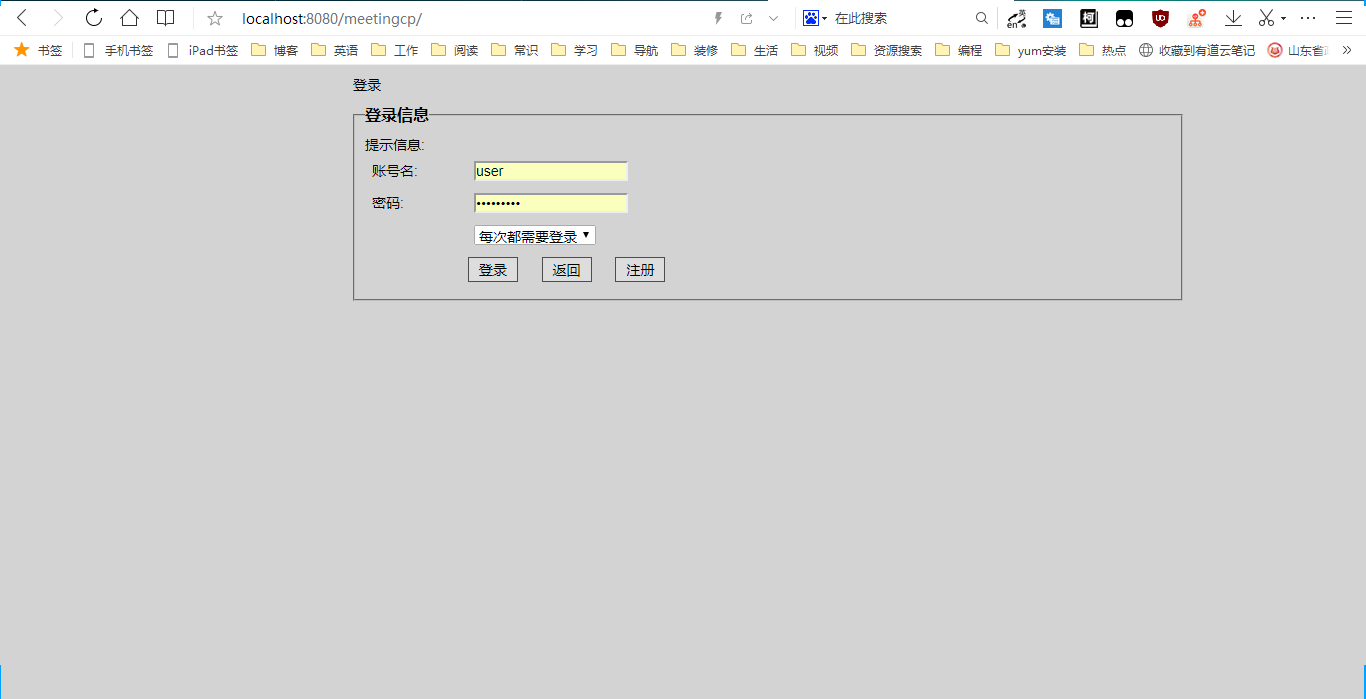 localhost:8080/meetingcp/ 在此搜索 英 en 柯 UO
书签 手机书签 iPad书签 博客 英语 工作 阅读 常识 学习 导航 装修 生活 视频 资源搜索 编程 yum安装 热点 收藏到有道云笔记 山东省
登录
登录信息
提示信息:
账号名: user
密码: •••••••••
每次都需要登录
登录 返回 注册